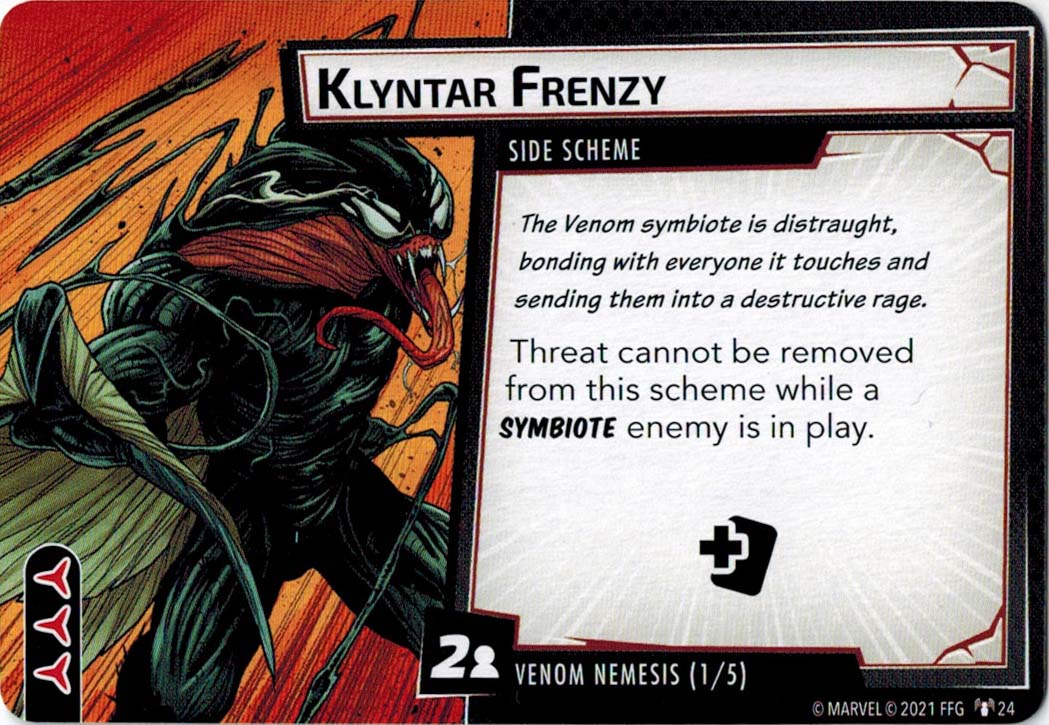 KLYNTAR FRENZY
SIDE SCHEME
The Venom symbiote is distraught,
bonding with everyone it touches and
sending them into a destructive rage.
Threat cannot be removed
from this scheme while a
SYMBIOTE enemy is in play.
2
VENOM NEMESIS (1/5)
© MARVEL © 2021 FFG 24